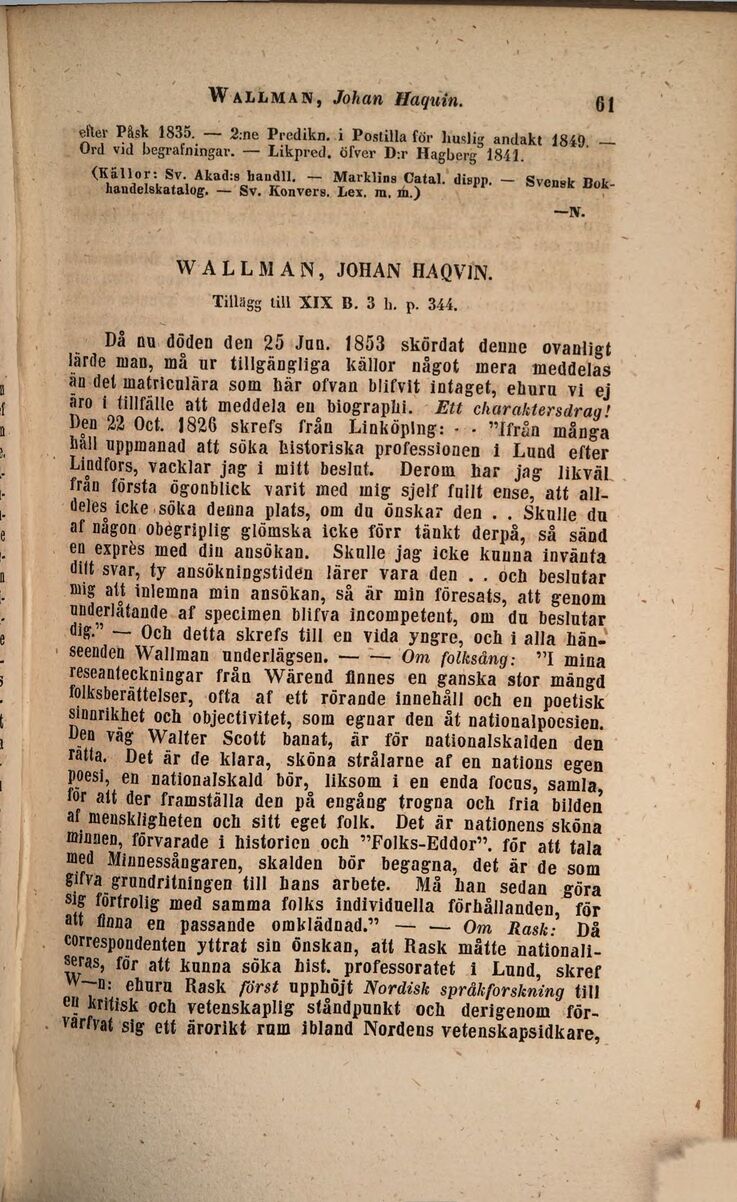 WALLMAN, Johan Haquin. 61
efter Påsk 1835. — 2:ne Predikn. i Postilla för huslig andakt 1849. —
Ord vid begrafningar. — Likpred. öfver D:r Hagberg 1841.
(Källor: Sv. Akad:s handll. — Marklins Catal. dispp. — Svensk Bok-
handelskatalog. — Sv. Konvers. Lex. m. m.)
—N.
WALLMAN, JOHAN HAQVIN.
Tillägg till XIX B. 3 h. p. 344.
Då nu döden den 25 Jun. 1853 skördat denne ovanligt
lärde man, må ur tillgängliga källor något mera meddelas
än det matriculära som här ofvan blifvit intaget, ehuru vi ej
äro i tillfälle att meddela en biographi. Ett charaktersdrag!
Den 22 Oct. 1826 skrefs från Linköping: - - "Ifrån många
håll uppmanad att söka historiska professionen i Lund efter
Lindfors, vacklar jag i mitt beslut. Derom har jag likväl
från första ögonblick varit med mig sjelf fullt ense, att all-
deles icke söka denna plats, om du önskar den . . Skulle du
af någon obegriplig glömska icke förr tänkt derpå, så sänd
en exprès med din ansökan. Skulle jag icke kunna invänta
ditt svar, ty ansökningstiden lärer vara den . . och beslutar
mig att inlemna min ansökan, så är min föresats, att genom
underlåtande af specimen blifva incompetent, om du beslutar
dig." — Och detta skrefs till en vida yngre, och i alla hän-
seenden Wallman underlägsen. — — Om folksång: "I mina
reseanteckningar från Wärend finnes en ganska stor mängd
folksberättelser, ofta af ett rörande innehåll och en poetisk
sinnrikhet och objectivitet, som egnar den åt nationalpoesien.
Den väg Walter Scott banat, är för nationalskalden den
rätta. Det är de klara, sköna strålarne af en nations egen
poesi, en nationalskald bör, liksom i en enda focus, samla,
för att der framställa den på engång trogna och fria bilden
af menskligheten och sitt eget folk. Det är nationens sköna
minnen, förvarade i historien och "Folks-Eddor". för att tala
med Minnessångaren, skalden bör begagna, det är de som
gifva grundritningen till hans arbete. Må han sedan göra
sig förtrolig med samma folks individuella förhållanden, för
att finna en passande omklädnad." — — Om Rask: Då
correspondenten yttrat sin önskan, att Rask måtte nationali-
seras, för att kunna söka hist. professoratet i Lund, skref
W—n: ehuru Rask först upphöjt Nordisk språkforskning till
en kritisk och vetenskaplig ståndpunkt och derigenom för-
värfvat sig ett ärorikt rum ibland Nordens vetenskapsidkare,